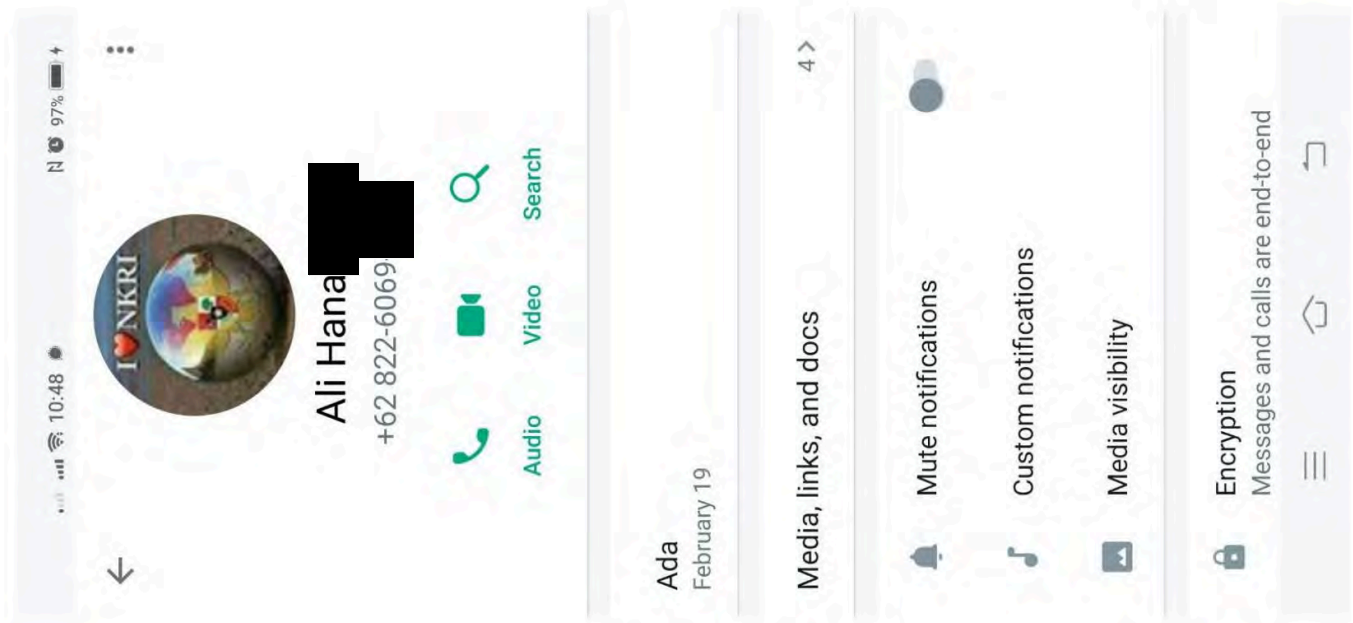 10:48
97%
I ❤ NKRI
Ali Hana
+62 822-6069-
Audio Video Search
Ada
February 19
Media, links, and docs 4 >
Mute notifications
Custom notifications
Media visibility
Encryption
Messages and calls are end-to-end